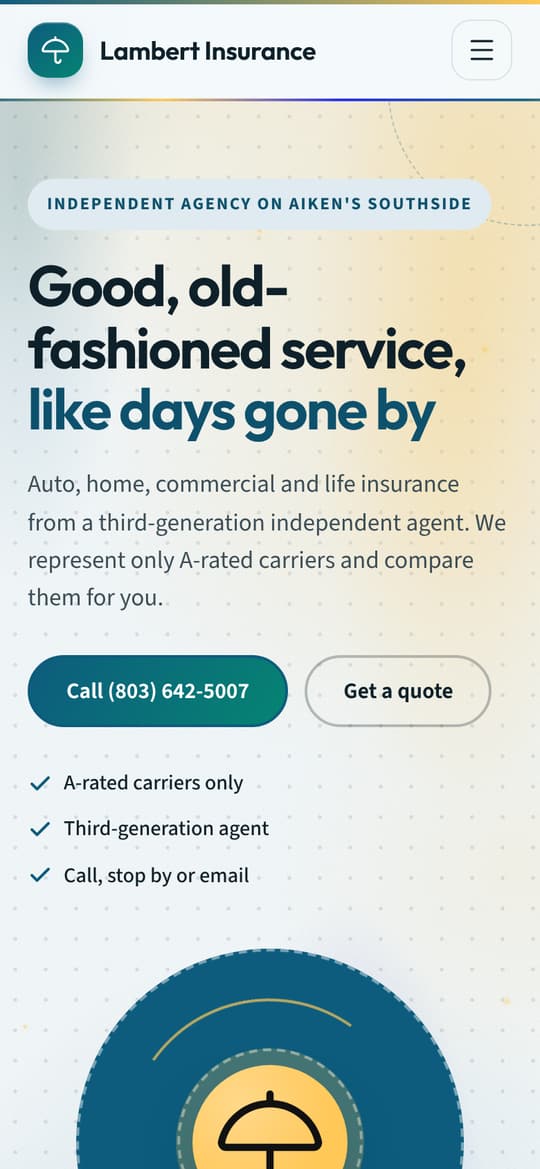 Lambert Insurance
INDEPENDENT AGENCY ON AIKEN'S SOUTHSIDE
Good, old-
fashioned service,
like days gone by
Auto, home, commercial and life insurance
from a third-generation independent agent. We
represent only A-rated carriers and compare
them for you.
Call (803) 642-5007
Get a quote
A-rated carriers only
Third-generation agent
Call, stop by or email